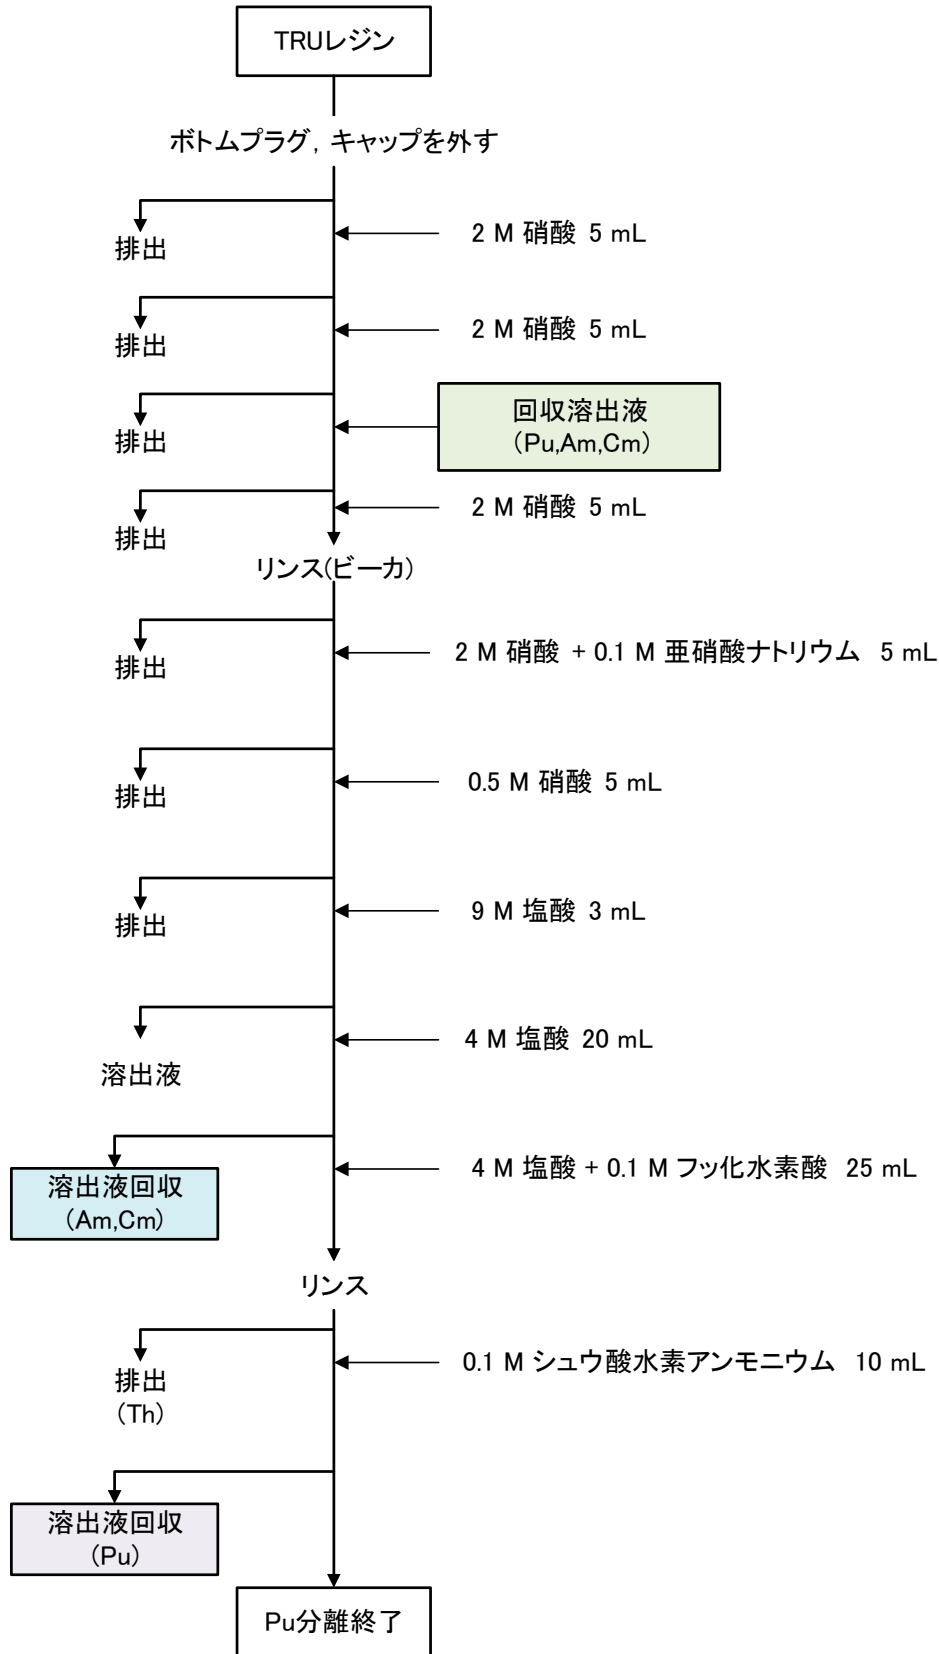 TRUレジン
ボトムプラグ，キャップを外す
排出
2 M 硝酸 5 mL
排出
2 M 硝酸 5 mL
排出
回収溶出液
(Pu,Am,Cm)
排出
2 M 硝酸 5 mL
リンス(ビーカ)
排出
2 M 硝酸 + 0.1 M 亜硝酸ナトリウム 5 mL
排出
0.5 M 硝酸 5 mL
排出
9 M 塩酸 3 mL
溶出液
4 M 塩酸 20 mL
溶出液回収
(Am,Cm)
4 M 塩酸 + 0.1 M フッ化水素酸 25 mL
リンス
排出
(Th)
0.1 M シュウ酸水素アンモニウム 10 mL
溶出液回収
(Pu)
Pu分離終了